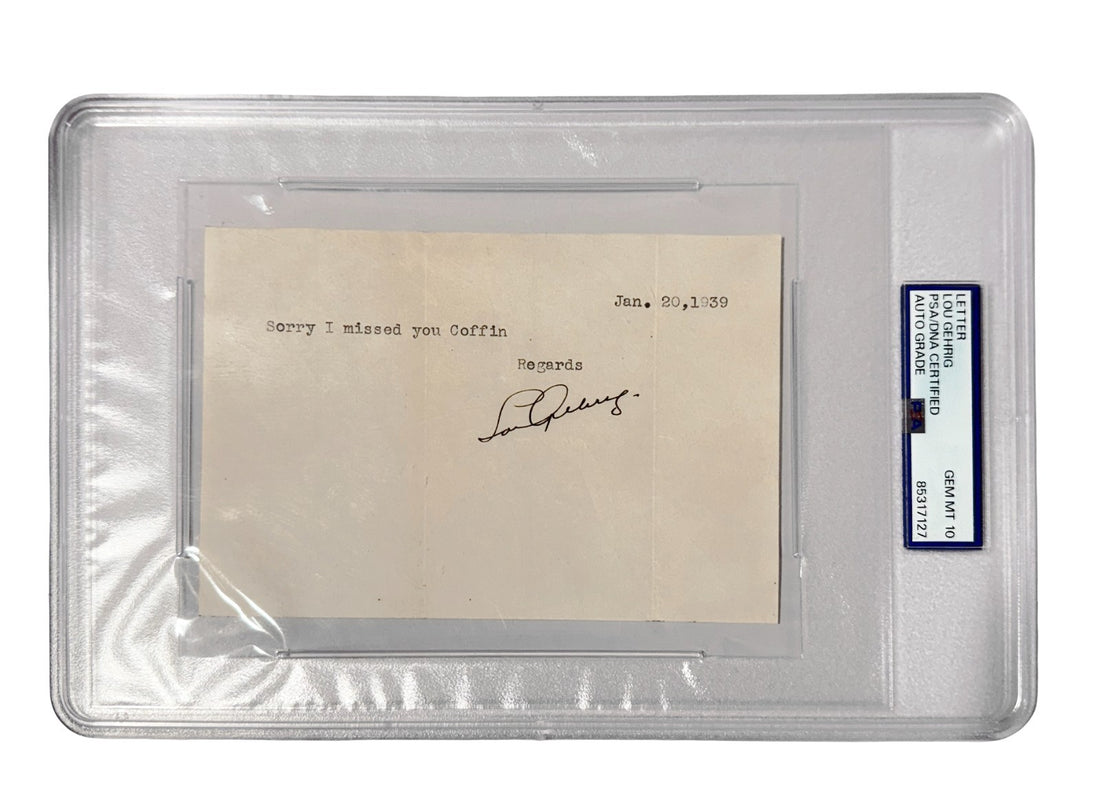 Jan. 20,1939
Sorry I missed you Coffin
Regards
Lou Gehrig.
LETTER
LOU GEHRIG
PSA/DNA CERTIFIED
AUTO GRADE GEM MT 10
85317127
PSA